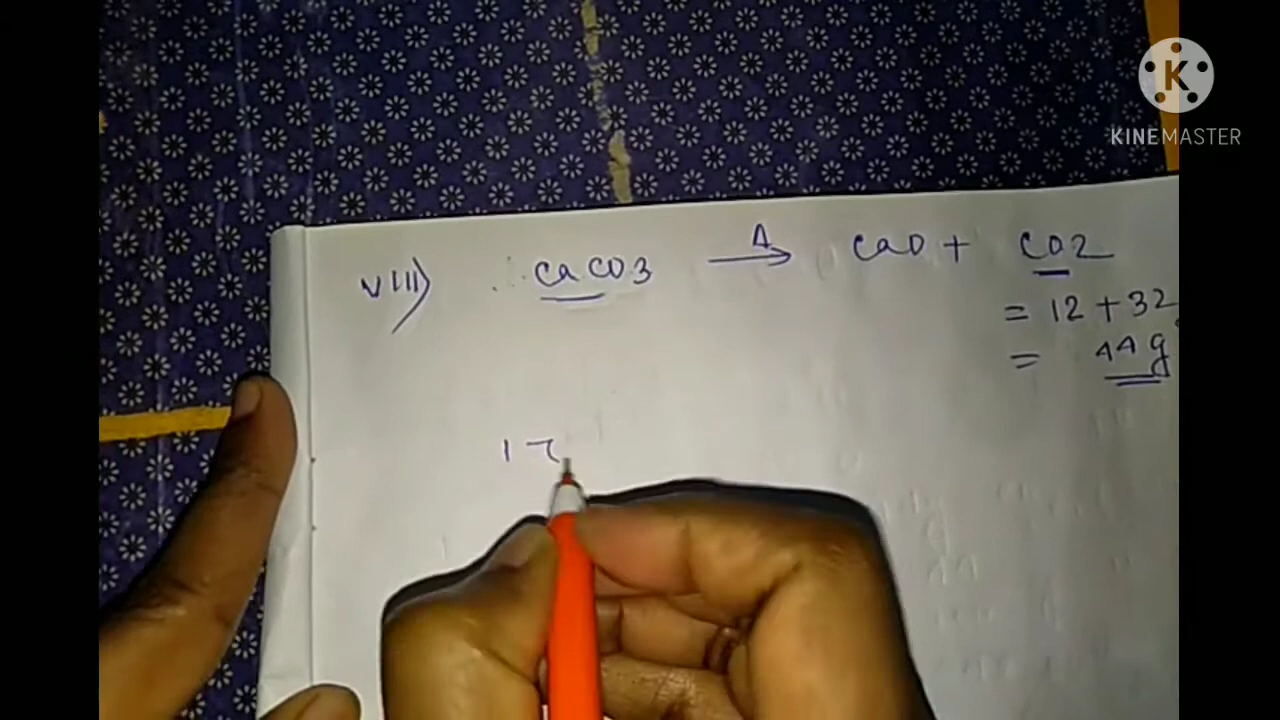 KINEMASTER
VIII) CaCO3 →Δ CaO + CO2
= 12 + 32
= 44 g